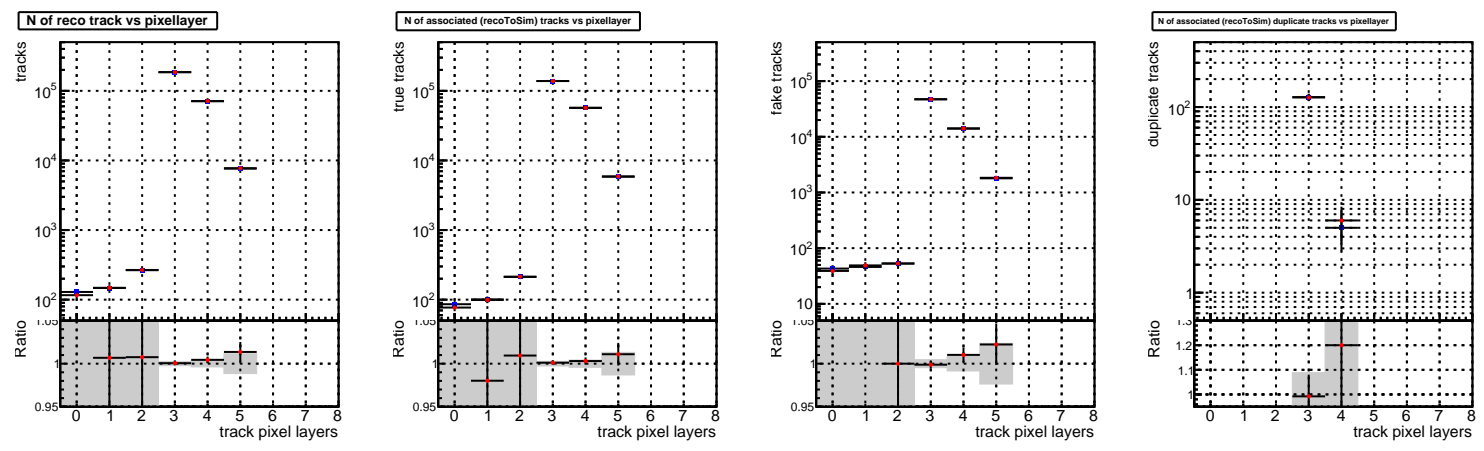 N of reco track vs pixellayer
tracks
10^5
10^4
10^3
10^2
Ratio
1.05
1
0.95
0 1 2 3 4 5 6 7 8
track pixel layers
N of associated (recoToSim) tracks vs pixellayer
true tracks
10^5
10^4
10^3
10^2
Ratio
1.05
1
0.95
0 1 2 3 4 5 6 7 8
track pixel layers
fake tracks
10^5
10^4
10^3
10^2
10
Ratio
1.05
1
0.95
0 1 2 3 4 5 6 7 8
track pixel layers
N of associated (recoToSim) duplicate tracks vs pixellayer
duplicate tracks
10^2
10
1
Ratio
1.3
1.2
1.1
1
0 1 2 3 4 5 6 7 8
track pixel layers